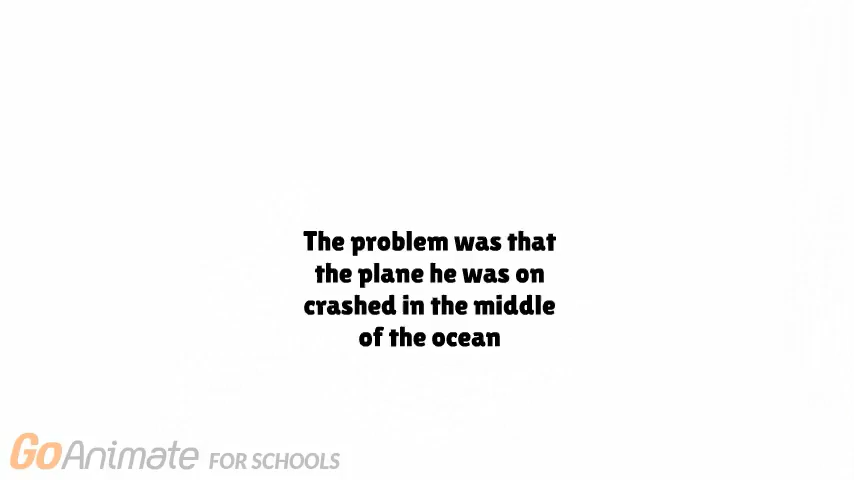 The problem was that
the plane he was on
crashed in the middle
of the ocean
GoAnimate FOR SCHOOLS